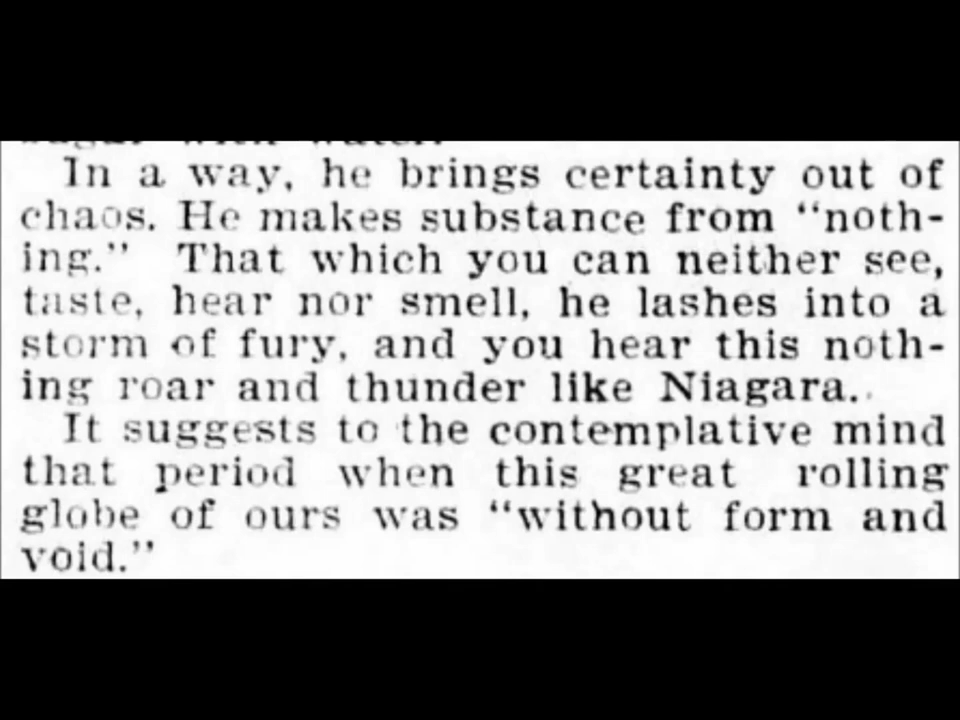 In a way, he brings certainty out of
chaos. He makes substance from "noth-
ing." That which you can neither see,
taste, hear nor smell, he lashes into a
storm of fury, and you hear this noth-
ing roar and thunder like Niagara.
It suggests to the contemplative mind
that period when this great rolling
globe of ours was "without form and
void."